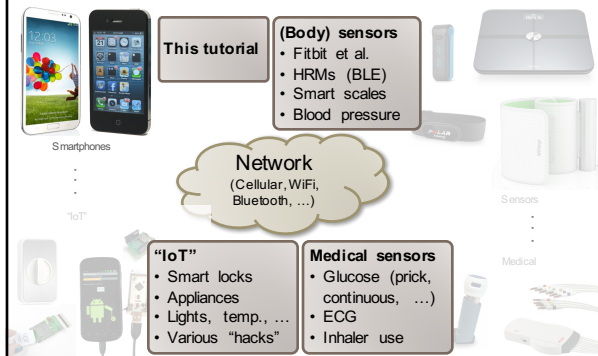 This tutorial
(Body) sensors
• Fitbit et al.
• HRMs (BLE)
• Smart scales
• Blood pressure
Smartphones
"IoT"
Network
(Cellular, WiFi,
Bluetooth, …)
Sensors
Medical
"IoT"
• Smart locks
• Appliances
• Lights, temp., …
• Various "hacks"
Medical sensors
• Glucose (prick,
continuous, …)
• ECG
• Inhaler use